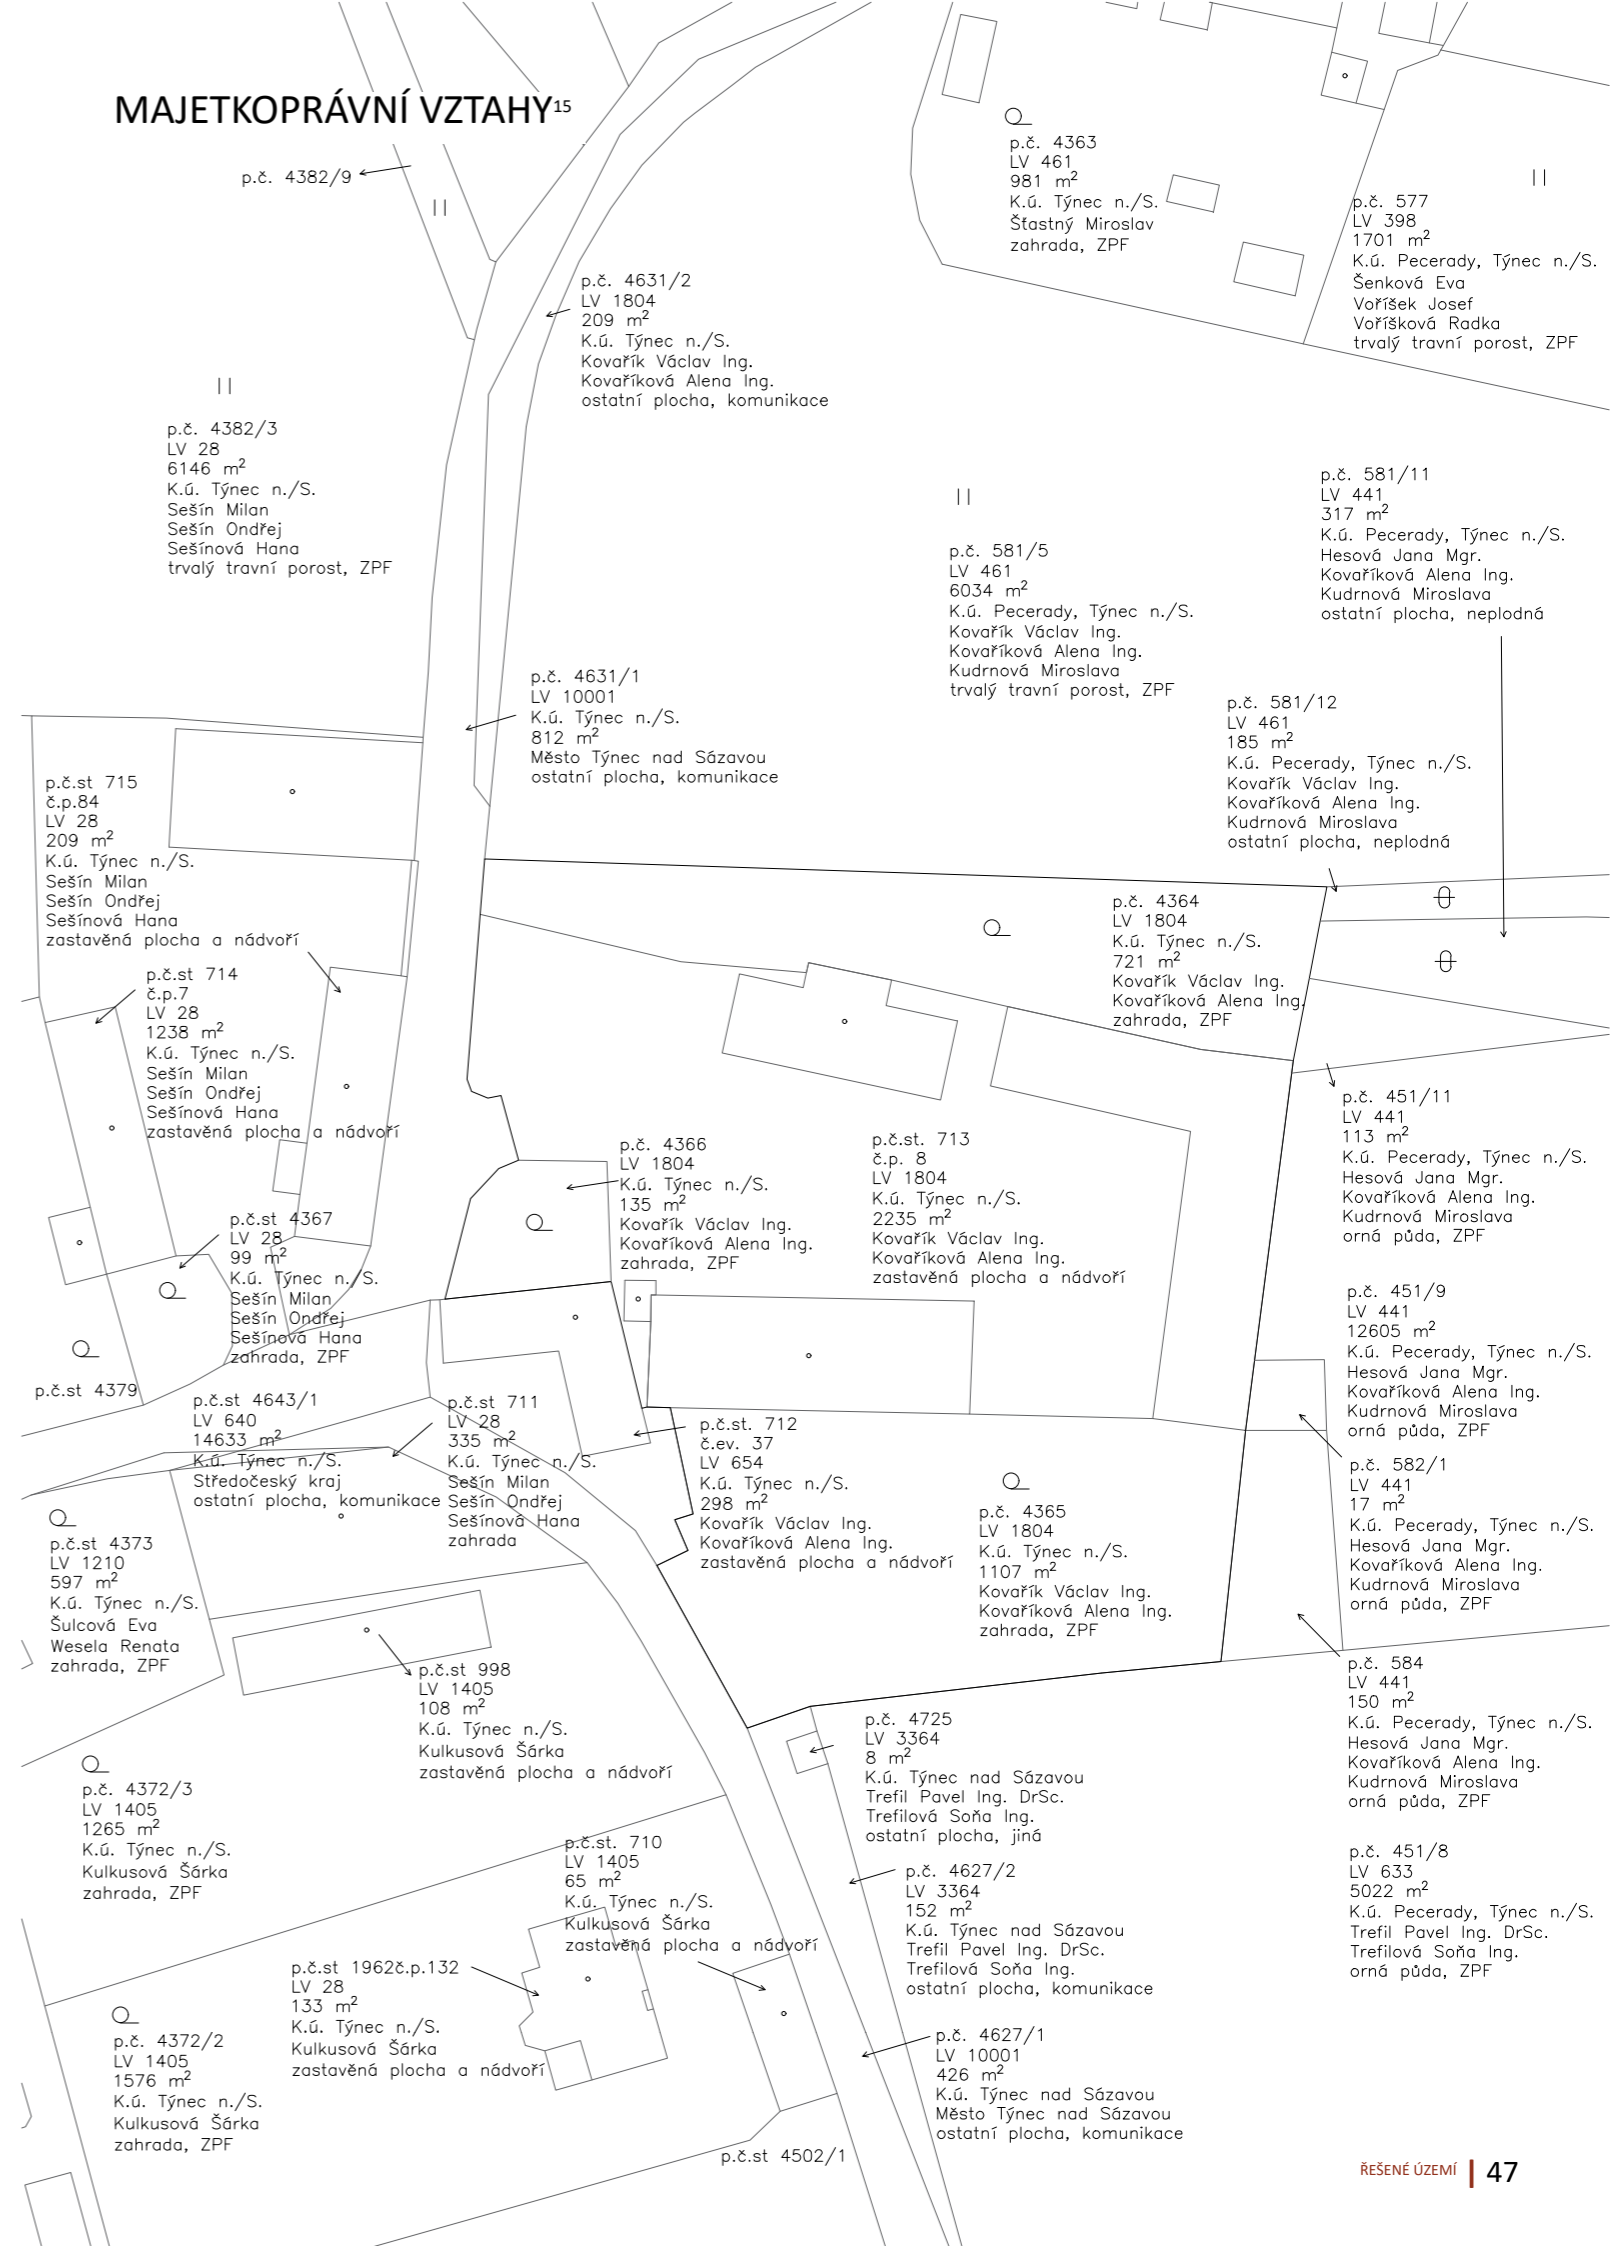 MAJETKOPRÁVNÍ VZTAHY15
p.č. 4382/9
p.č. 4363
LV 461
981 m²
K.ú. Týnec n./S.
Šťastný Miroslav
zahrada, ZPF
p.č. 577
LV 398
1701 m²
K.ú. Pecerady, Týnec n./S.
Šenková Eva
Voříšek Josef
Voříšková Radka
trvalý travní porost, ZPF
p.č. 4631/2
LV 1804
209 m²
K.ú. Týnec n./S.
Kovařík Václav Ing.
Kovaříková Alena Ing.
ostatní plocha, komunikace
p.č. 4382/3
LV 28
6146 m²
K.ú. Týnec n./S.
Sešín Milan
Sešín Ondřej
Sešínová Hana
trvalý travní porost, ZPF
p.č. 581/11
LV 441
317 m²
K.ú. Pecerady, Týnec n./S.
Hesová Jana Mgr.
Kovaříková Alena Ing.
Kudrnová Miroslava
ostatní plocha, neplodná
p.č. 581/5
LV 461
6034 m²
K.ú. Pecerady, Týnec n./S.
Kovařík Václav Ing.
Kovaříková Alena Ing.
Kudrnová Miroslava
trvalý travní porost, ZPF
p.č. 4631/1
LV 10001
K.ú. Týnec n./S.
812 m²
Město Týnec nad Sázavou
ostatní plocha, komunikace
p.č. 581/12
LV 461
185 m²
K.ú. Pecerady, Týnec n./S.
Kovařík Václav Ing.
Kovaříková Alena Ing.
Kudrnová Miroslava
ostatní plocha, neplodná
p.č.st 715
č.p.84
LV 28
209 m²
K.ú. Týnec n./S.
Sešín Milan
Sešín Ondřej
Sešínová Hana
zastavěná plocha a nádvoří
p.č. 4364
LV 1804
K.ú. Týnec n./S.
721 m²
Kovařík Václav Ing.
Kovaříková Alena Ing.
zahrada, ZPF
p.č.st 714
č.p.7
LV 28
1238 m²
K.ú. Týnec n./S.
Sešín Milan
Sešín Ondřej
Sešínová Hana
zastavěná plocha a nádvoří
p.č. 451/11
LV 441
113 m²
K.ú. Pecerady, Týnec n./S.
Hesová Jana Mgr.
Kovaříková Alena Ing.
Kudrnová Miroslava
orná půda, ZPF
p.č. 4366
LV 1804
K.ú. Týnec n./S.
135 m²
Kovařík Václav Ing.
Kovaříková Alena Ing.
zahrada, ZPF
p.č.st. 713
č.p. 8
LV 1804
K.ú. Týnec n./S.
2235 m²
Kovařík Václav Ing.
Kovaříková Alena Ing.
zastavěná plocha a nádvoří
p.č.st 4367
LV 28
99 m²
K.ú. Týnec n./S.
Sešín Milan
Sešín Ondřej
Sešínová Hana
zahrada, ZPF
p.č. 451/9
LV 441
12605 m²
K.ú. Pecerady, Týnec n./S.
Hesová Jana Mgr.
Kovaříková Alena Ing.
Kudrnová Miroslava
orná půda, ZPF
p.č.st 4379
p.č.st 4643/1
LV 640
14633 m²
K.ú. Týnec n./S.
Středočeský kraj
ostatní plocha, komunikace
p.č.st 711
LV 28
335 m²
K.ú. Týnec n./S.
Sešín Milan
Sešín Ondřej
Sešínová Hana
zahrada
p.č.st. 712
č.ev. 37
LV 654
K.ú. Týnec n./S.
298 m²
Kovařík Václav Ing.
Kovaříková Alena Ing.
zastavěná plocha a nádvoří
p.č. 4365
LV 1804
K.ú. Týnec n./S.
1107 m²
Kovařík Václav Ing.
Kovaříková Alena Ing.
zahrada, ZPF
p.č. 582/1
LV 441
17 m²
K.ú. Pecerady, Týnec n./S.
Hesová Jana Mgr.
Kovaříková Alena Ing.
Kudrnová Miroslava
orná půda, ZPF
p.č.st 4373
LV 1210
597 m²
K.ú. Týnec n./S.
Šulcová Eva
Wesela Renata
zahrada, ZPF
p.č.st 998
LV 1405
108 m²
K.ú. Týnec n./S.
Kulkusová Šárka
zastavěná plocha a nádvoří
p.č. 584
LV 441
150 m²
K.ú. Pecerady, Týnec n./S.
Hesová Jana Mgr.
Kovaříková Alena Ing.
Kudrnová Miroslava
orná půda, ZPF
p.č. 4725
LV 3364
8 m²
K.ú. Týnec nad Sázavou
Trefil Pavel Ing. DrSc.
Trefilová Soňa Ing.
ostatní plocha, jiná
p.č. 4372/3
LV 1405
1265 m²
K.ú. Týnec n./S.
Kulkusová Šárka
zahrada, ZPF
p.č.st. 710
LV 1405
65 m²
K.ú. Týnec n./S.
Kulkusová Šárka
zastavěná plocha a nádvoří
p.č. 4627/2
LV 3364
152 m²
K.ú. Týnec nad Sázavou
Trefil Pavel Ing. DrSc.
Trefilová Soňa Ing.
ostatní plocha, komunikace
p.č. 451/8
LV 633
5022 m²
K.ú. Pecerady, Týnec n./S.
Trefil Pavel Ing. DrSc.
Trefilová Soňa Ing.
orná půda, ZPF
p.č.st 1962č.p.132
LV 28
133 m²
K.ú. Týnec n./S.
Kulkusová Šárka
zastavěná plocha a nádvoří
p.č. 4372/2
LV 1405
1576 m²
K.ú. Týnec n./S.
Kulkusová Šárka
zahrada, ZPF
p.č. 4627/1
LV 10001
426 m²
K.ú. Týnec nad Sázavou
Město Týnec nad Sázavou
ostatní plocha, komunikace
p.č.st 4502/1
ŘEŠENÉ ÚZEMÍ | 47